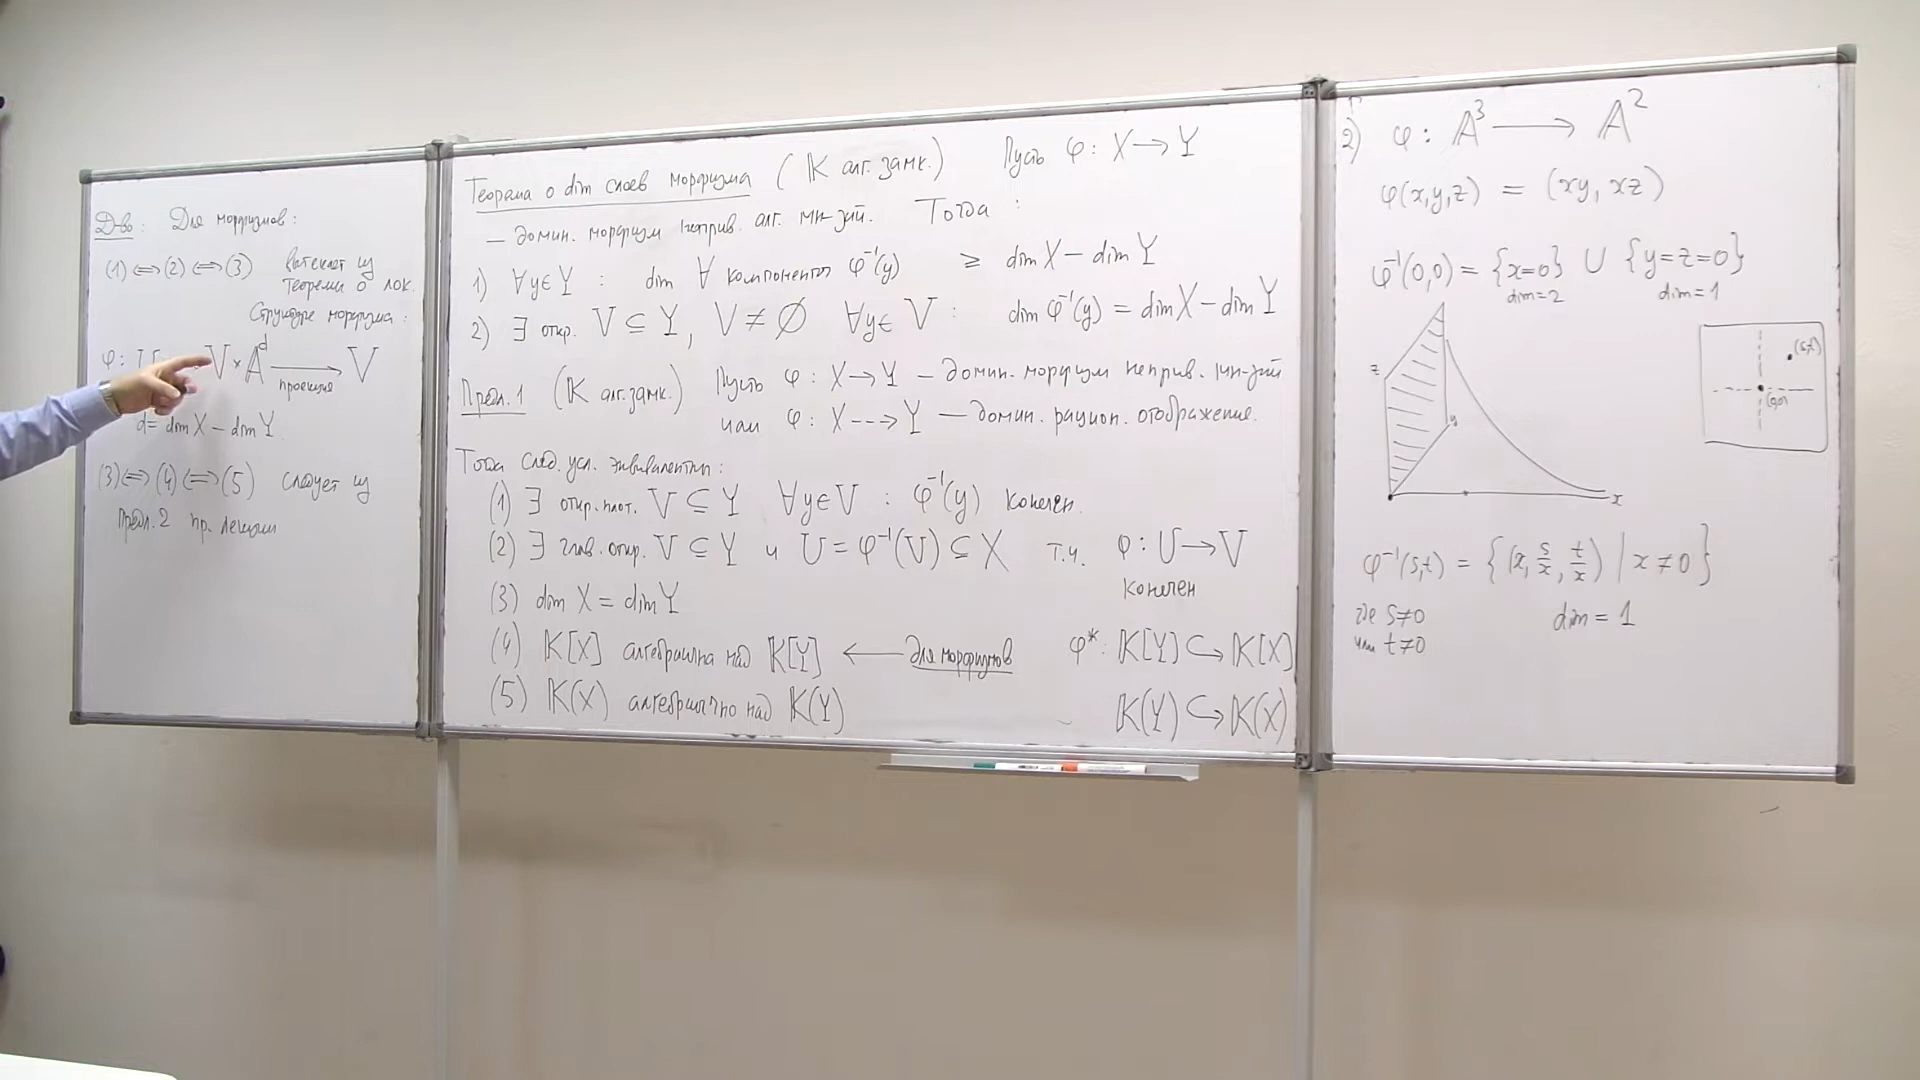 Д-во: Для морфизмов:
(1) ⟺ (2) ⟺ (3) вытекает из
теоремы о лок.
структуре морфизма:
φ: U V × 𝔸^d ⟶ V
проекция
d = dim X − dim Y.
(3) ⟺ (4) ⟺ (5) следует из
Предл. 2 пр. лекции
Теорема о dim слоев морфизма (𝕂 алг. замк.) Пусть φ: X → Y
— домин. морфизм неприв. алг. мн-зий. Тогда:
1) ∀y∈Y : dim ∀ компоненты φ⁻¹(y) ≥ dim X − dim Y
2) ∃ откр. V ⊆ Y, V ≠ ∅ ∀y∈V : dim φ⁻¹(y) = dim X − dim Y
Предл. 1 (𝕂 алг. замк.) Пусть φ: X → Y — домин. морфизм неприв. мн-зий
или φ: X ⇢ Y — домин. рацион. отображение.
Тогда след. усл. эквивалентны:
(1) ∃ откр. плот. V ⊆ Y ∀y∈V : φ⁻¹(y) конечен.
(2) ∃ глав. откр. V ⊆ Y и U = φ⁻¹(V) ⊆ X т.ч. φ: U → V
конечен
(3) dim X = dim Y
(4) 𝕂[X] алгебраична над 𝕂[Y] ⟵ для морфизмов φ*: 𝕂[Y] ↪ 𝕂[X]
(5) 𝕂(X) алгебраично над 𝕂(Y) 𝕂(Y) ↪ 𝕂(X)
2) φ: 𝔸³ ⟶ 𝔸²
φ(x,y,z) = (xy, xz)
φ⁻¹(0,0) = {x=0} ∪ {y=z=0}
dim=2 dim=1
z
y
x
(s,t)
(0,0)
φ⁻¹(s,t) = {(x, s/x, t/x) | x ≠ 0}
где s≠0 dim = 1
или t≠0